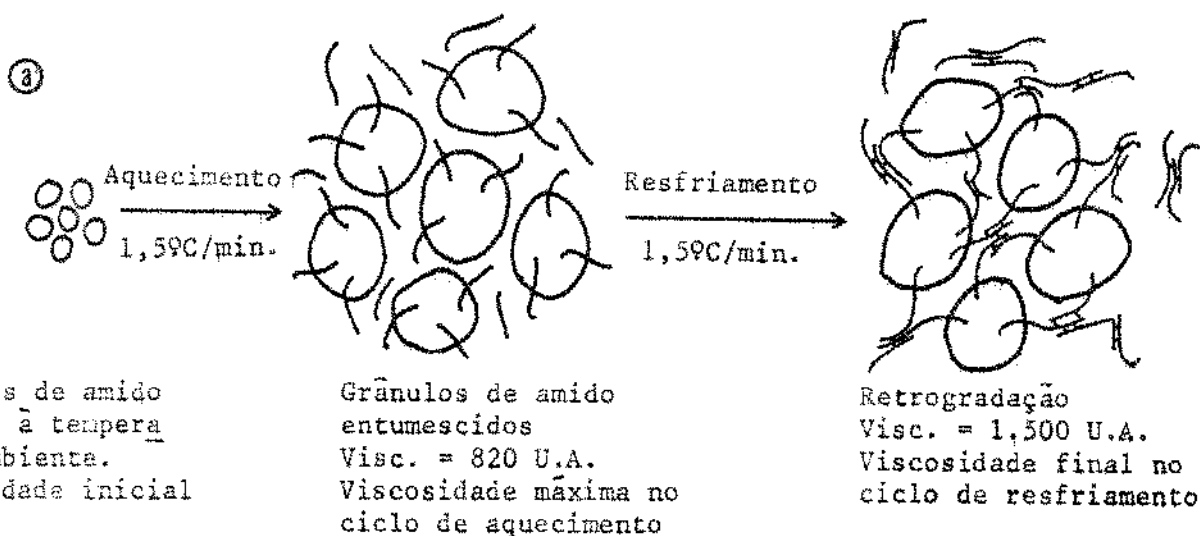 a
Aquecimento
1,5ºC/min.
Resfriamento
1,5ºC/min.
s de amido
à tempera
biente.
dade inicial
Grânulos de amido
entumescidos
Visc. = 820 U.A.
Viscosidade máxima no
ciclo de aquecimento
Retrogradação
Visc. = 1.500 U.A.
Viscosidade final no
ciclo de resfriamento